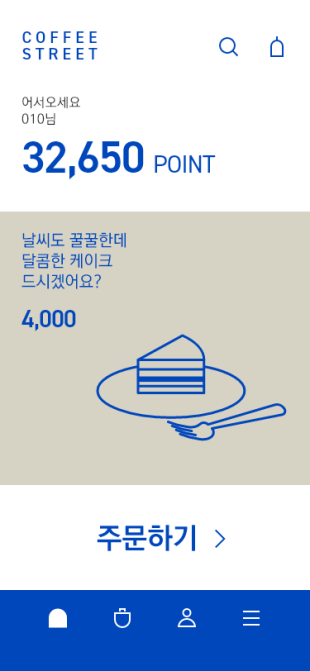 COFFEE
STREET
어서오세요
010님
32,650 POINT
날씨도 꿀꿀한데
달콤한 케이크
드시겠어요?
4,000
주문하기